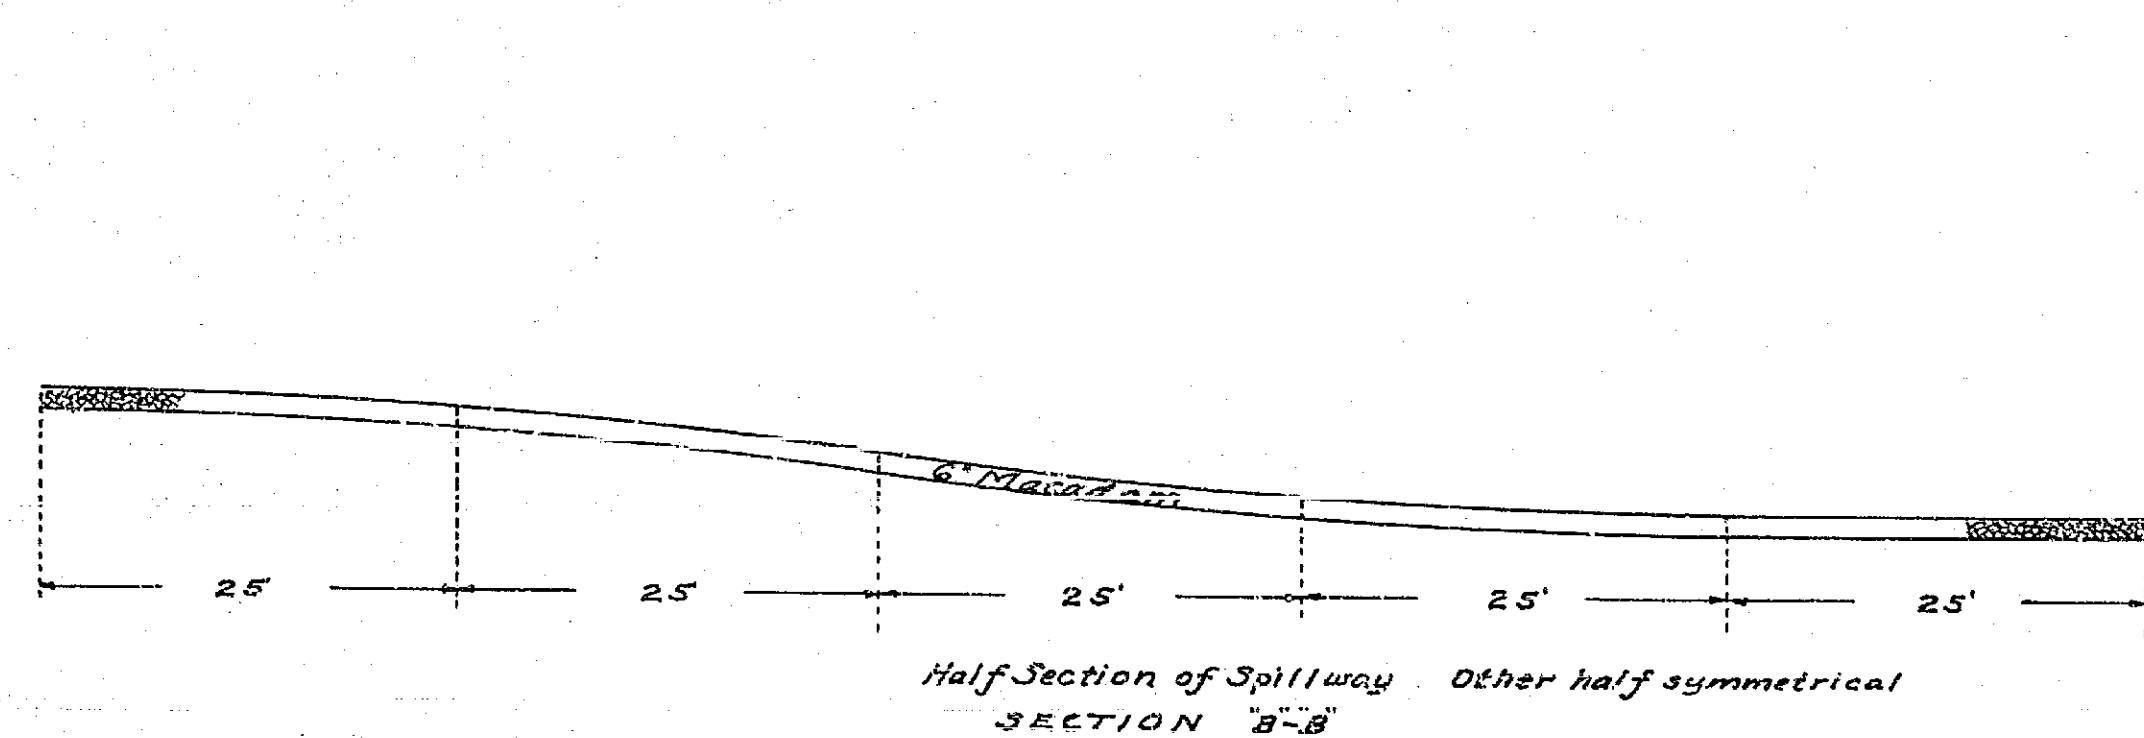 6" Macadam
25' 25' 25' 25' 25'
Half Section of Spillway Other half symmetrical
SECTION "B"-"B"